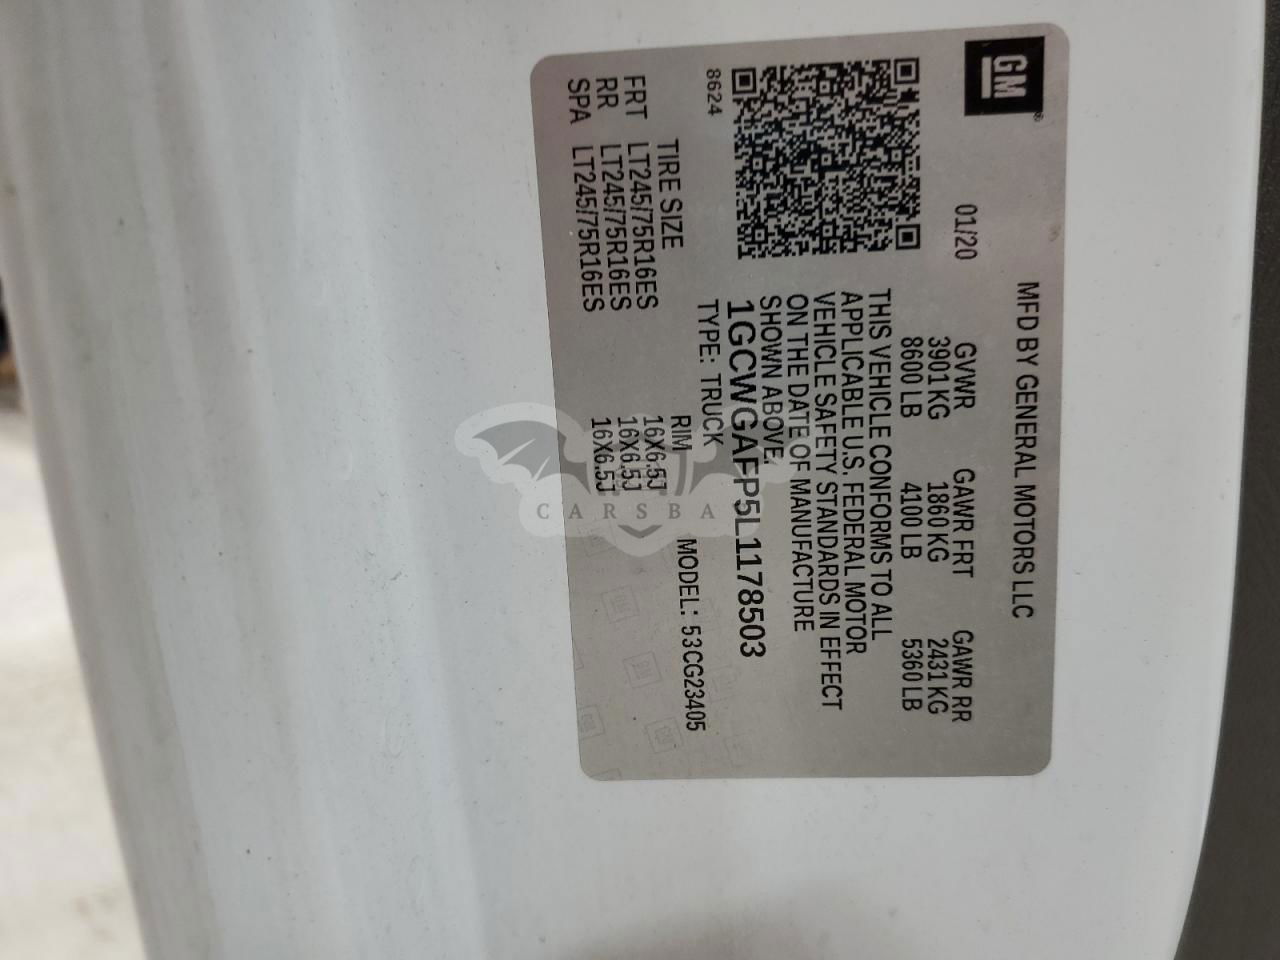 GM
MFD BY GENERAL MOTORS LLC
01/20
GVWR GAWR FRT GAWR RR
3901 KG 1860 KG 2431 KG
8600 LB 4100 LB 5360 LB
THIS VEHICLE CONFORMS TO ALL
APPLICABLE U.S. FEDERAL MOTOR
VEHICLE SAFETY STANDARDS IN EFFECT
ON THE DATE OF MANUFACTURE
SHOWN ABOVE.
1GCWGAFP5L1178503
TYPE: TRUCK MODEL: 53CG23405
8624
TIRE SIZE RIM
FRT LT245/75R16ES 16X6.5J
RR LT245/75R16ES 16X6.5J
SPA LT245/75R16ES 16X6.5J
CARSBA